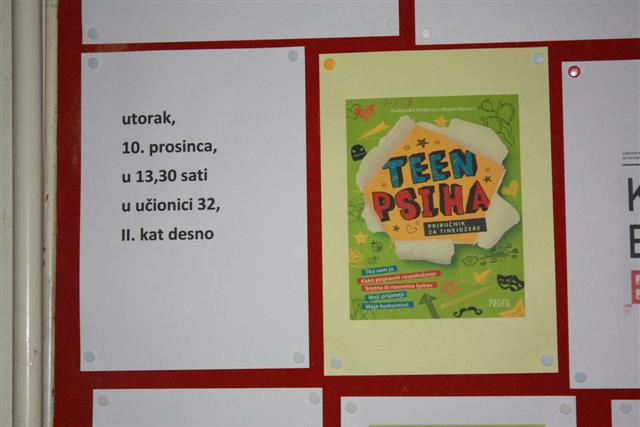 utorak,
10. prosinca,
u 13,30 sati
u učionici 32,
II. kat desno
TEEN
PSIHA
PRIRUČNIK
ZA TINEJDŽERE
Tko sam ja
Kako popraviti raspoloženje
Sretna ili nesretna ljubav
Moji prijatelji
Moja budućnost
PROFIL
K
E